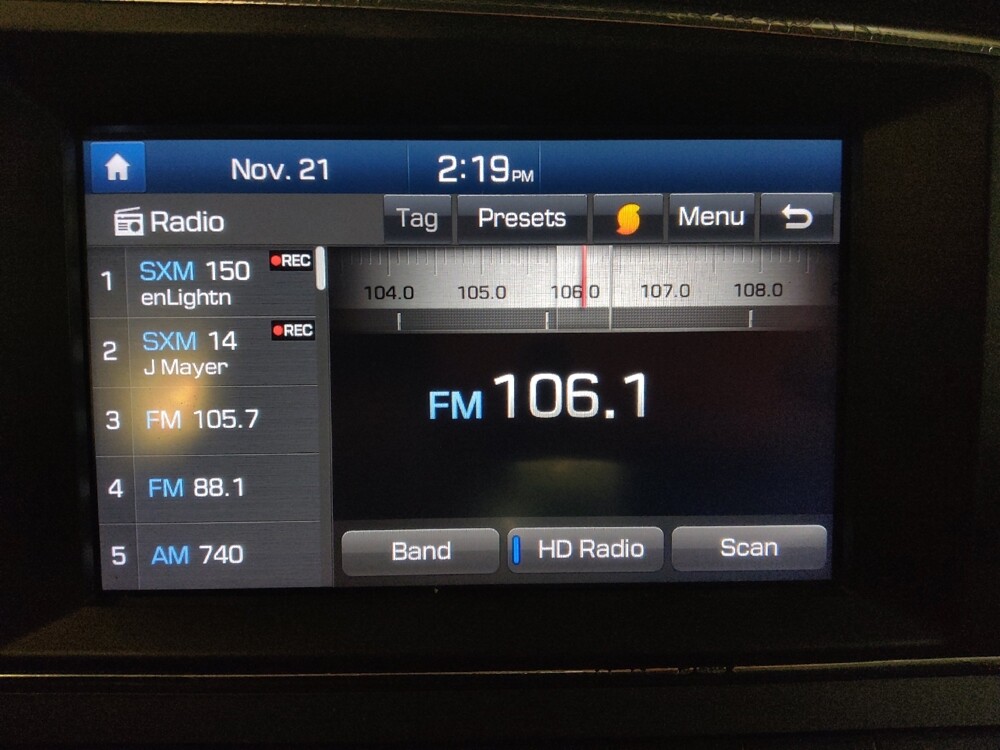 Nov. 21 2:19 PM
Radio Tag Presets Menu
1 SXM 150 REC
enLightn
2 SXM 14 REC
J Mayer
3 FM 105.7
4 FM 88.1
5 AM 740
104.0 105.0 106.0 107.0 108.0
FM 106.1
Band HD Radio Scan